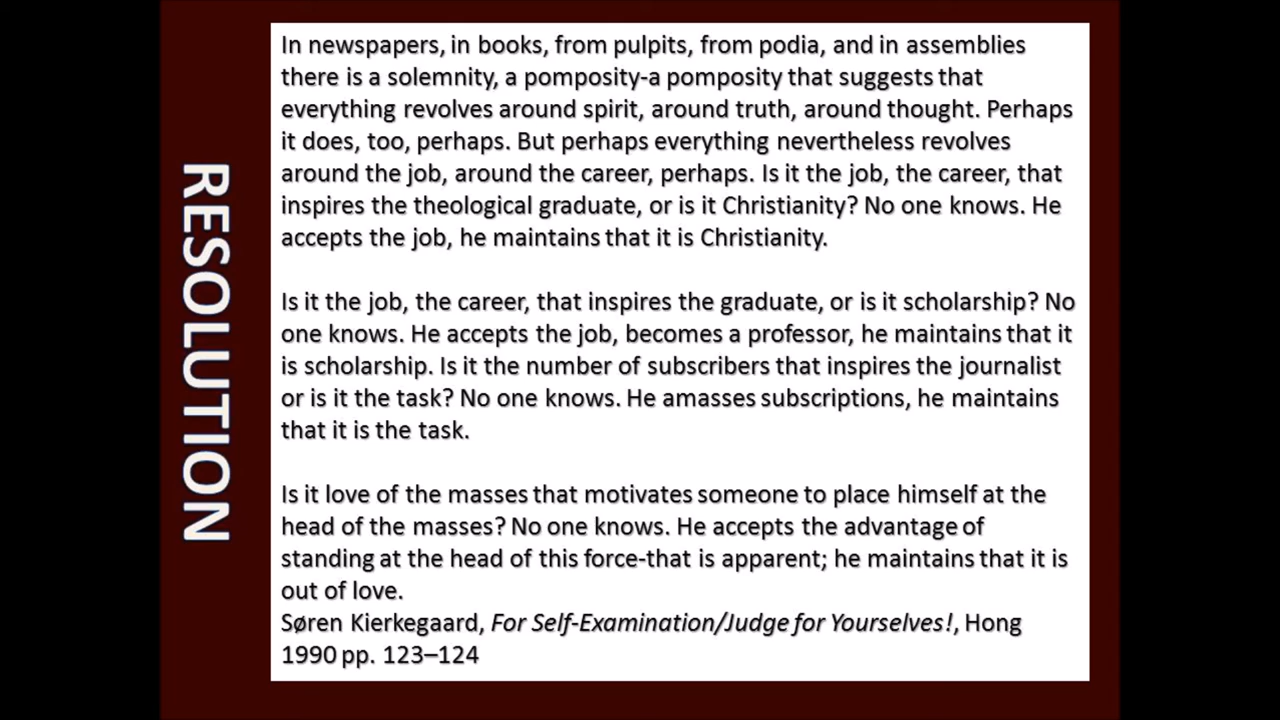 RESOLUTION
In newspapers, in books, from pulpits, from podia, and in assemblies
there is a solemnity, a pomposity-a pomposity that suggests that
everything revolves around spirit, around truth, around thought. Perhaps
it does, too, perhaps. But perhaps everything nevertheless revolves
around the job, around the career, perhaps. Is it the job, the career, that
inspires the theological graduate, or is it Christianity? No one knows. He
accepts the job, he maintains that it is Christianity.
Is it the job, the career, that inspires the graduate, or is it scholarship? No
one knows. He accepts the job, becomes a professor, he maintains that it
is scholarship. Is it the number of subscribers that inspires the journalist
or is it the task? No one knows. He amasses subscriptions, he maintains
that it is the task.
Is it love of the masses that motivates someone to place himself at the
head of the masses? No one knows. He accepts the advantage of
standing at the head of this force-that is apparent; he maintains that it is
out of love.
Søren Kierkegaard, For Self-Examination/Judge for Yourselves!, Hong
1990 pp. 123–124